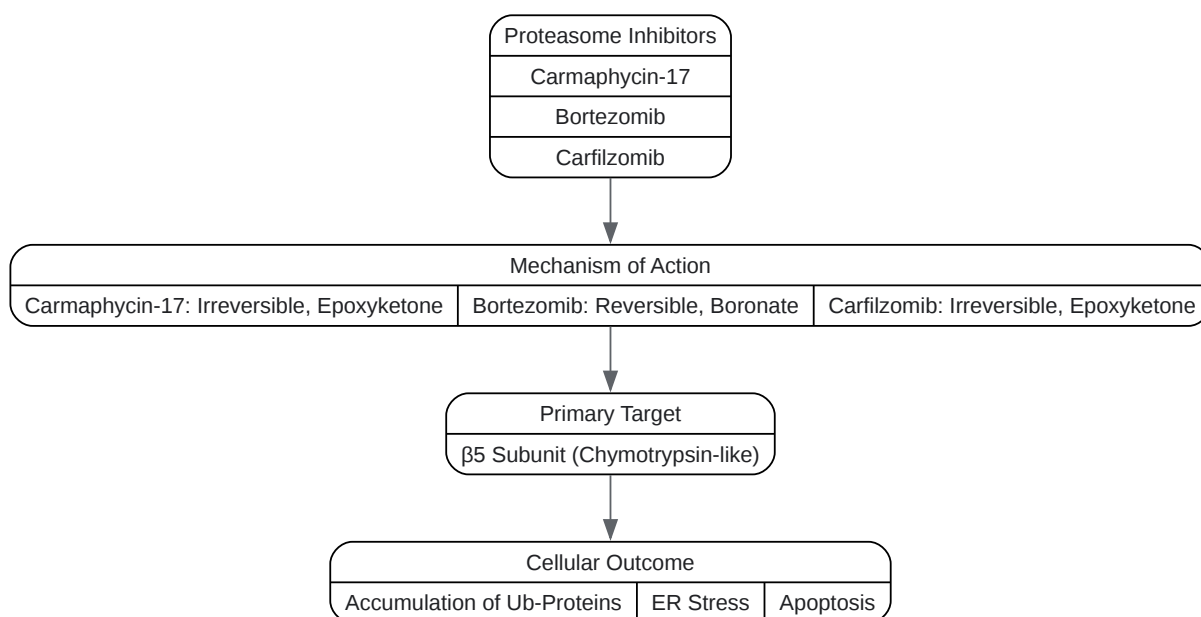 Proteasome Inhibitors
Carmaphycin-17
Bortezomib
Carfilzomib
Mechanism of Action
Carmaphycin-17: Irreversible, Epoxyketone
Bortezomib: Reversible, Boronate
Carfilzomib: Irreversible, Epoxyketone
Primary Target
β5 Subunit (Chymotrypsin-like)
Cellular Outcome
Accumulation of Ub-Proteins
ER Stress
Apoptosis